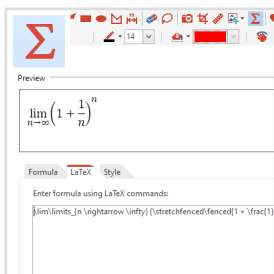 14
Preview
lim n→∞ (1 + 1/n)^n
Formula LaTeX Style
Enter formula using LaTeX commands:
\lim\limits_{n \rightarrow \infty} {\stretchfenced\fenced{1 + \frac{1}